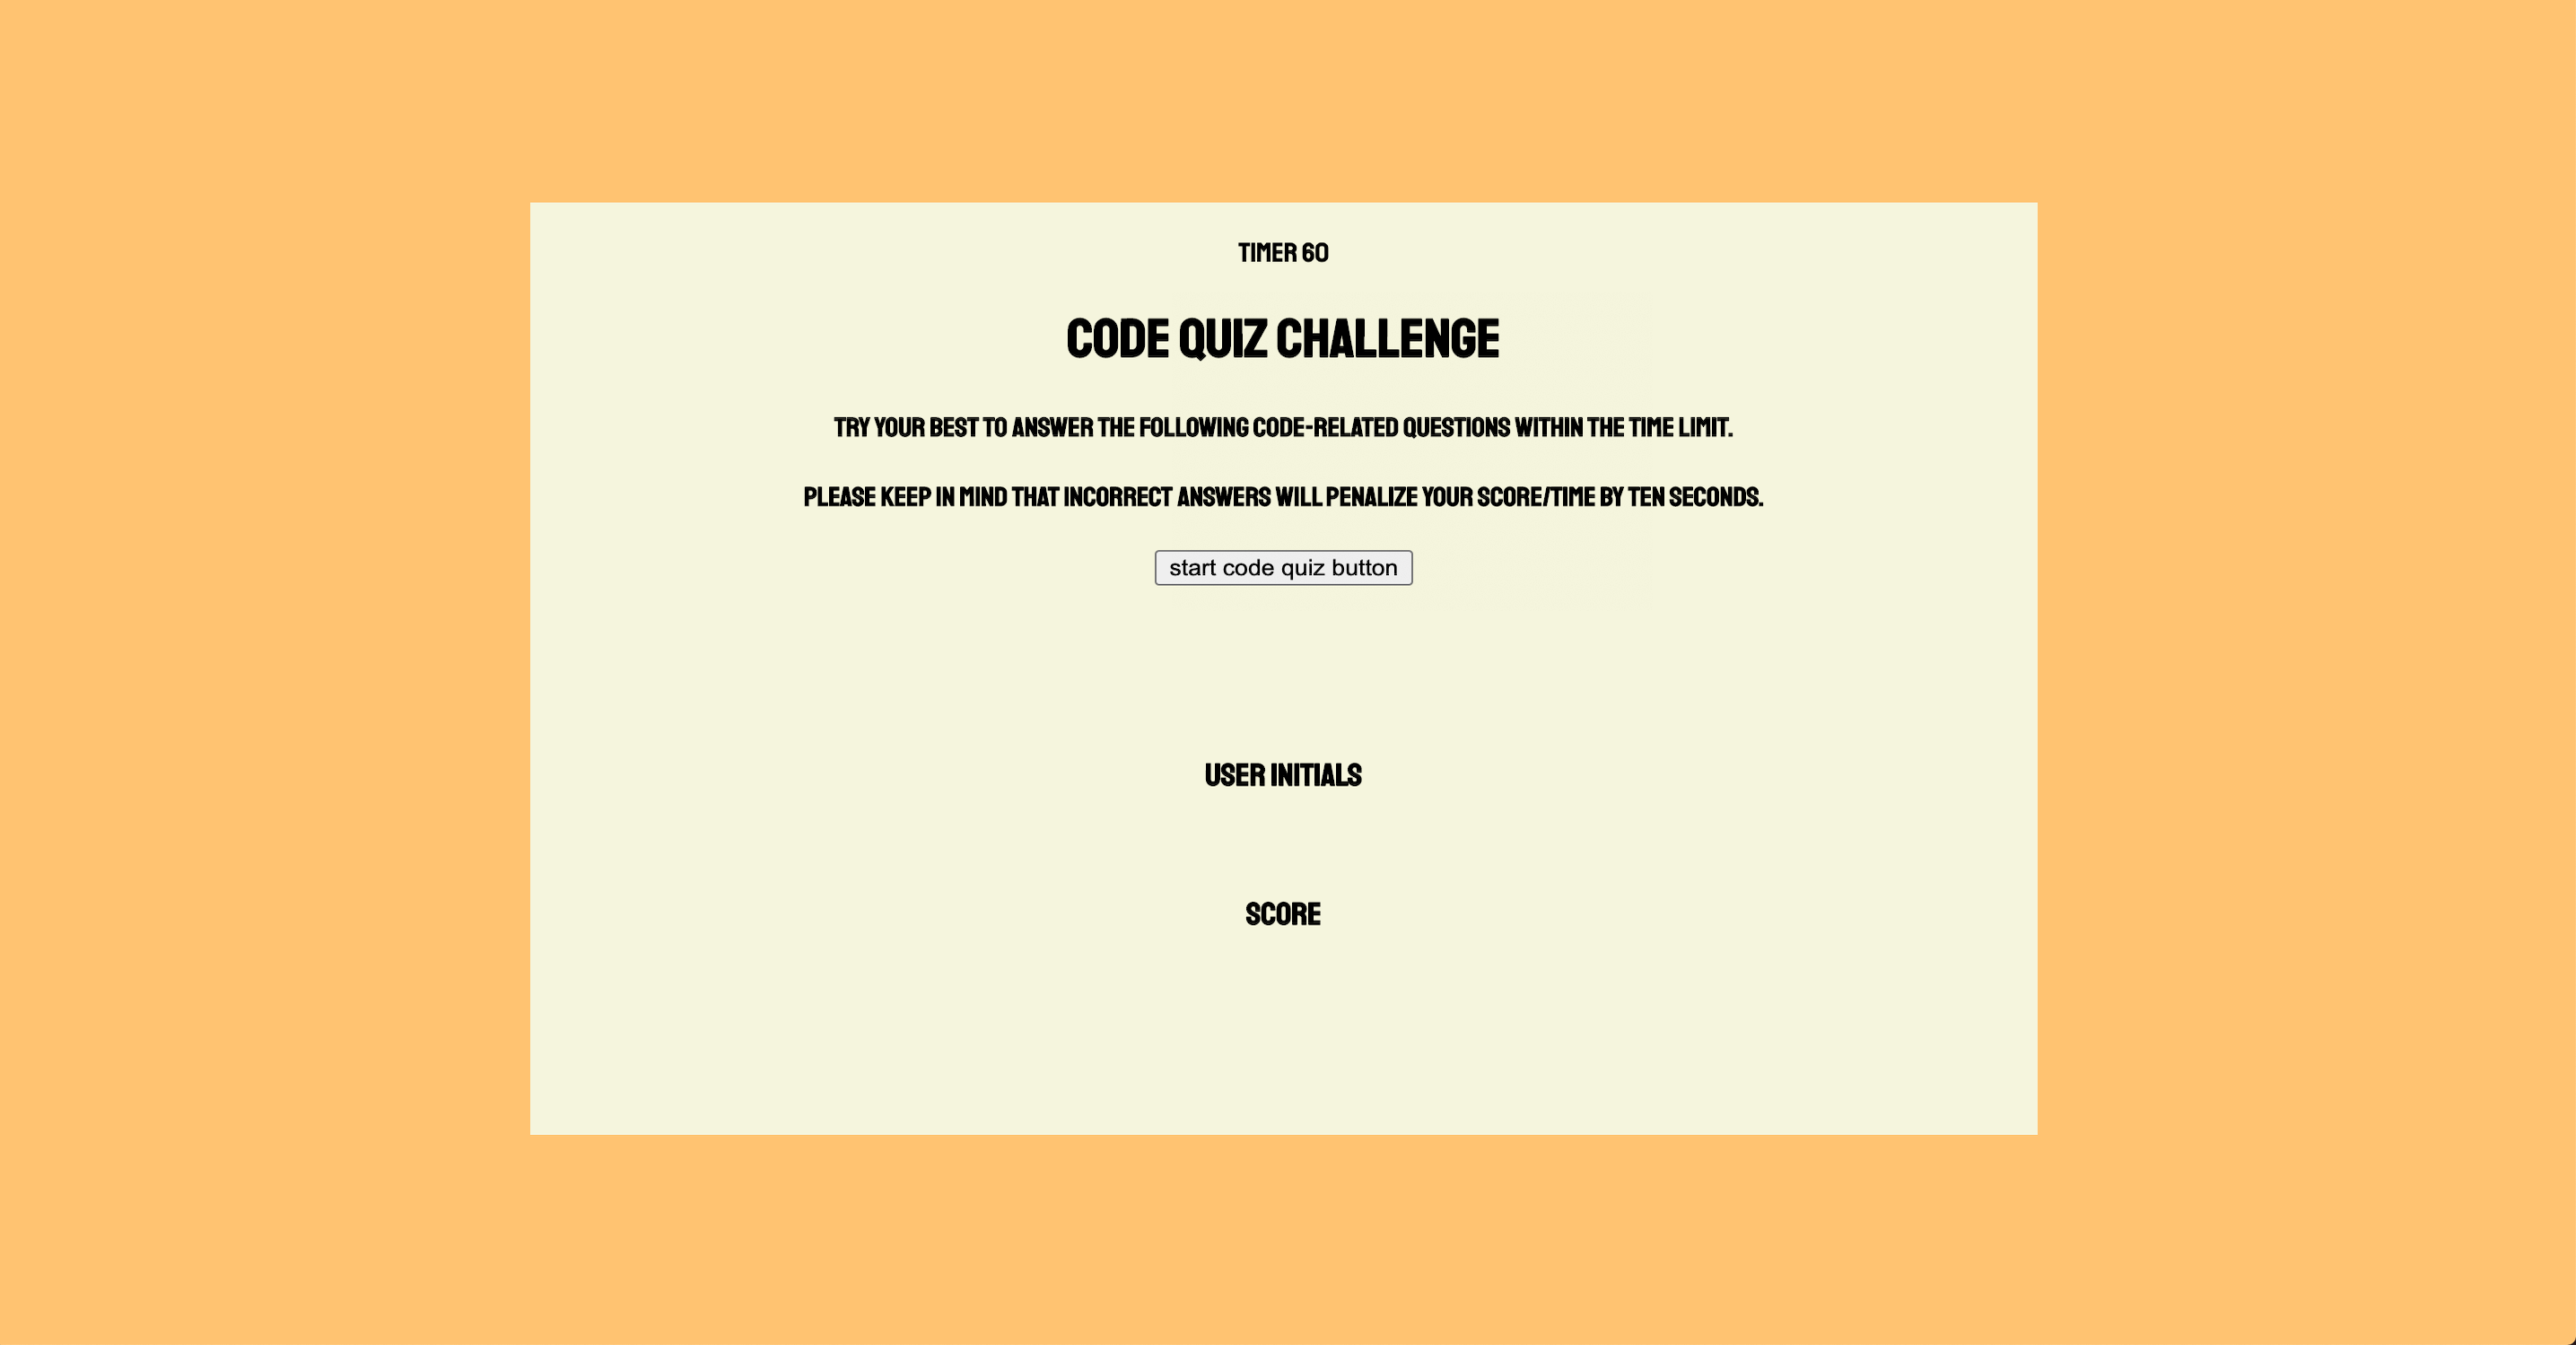 TIMER 60
CODE QUIZ CHALLENGE
TRY YOUR BEST TO ANSWER THE FOLLOWING CODE-RELATED QUESTIONS WITHIN THE TIME LIMIT.
PLEASE KEEP IN MIND THAT INCORRECT ANSWERS WILL PENALIZE YOUR SCORE/TIME BY TEN SECONDS.
start code quiz button
USER INITIALS
SCORE